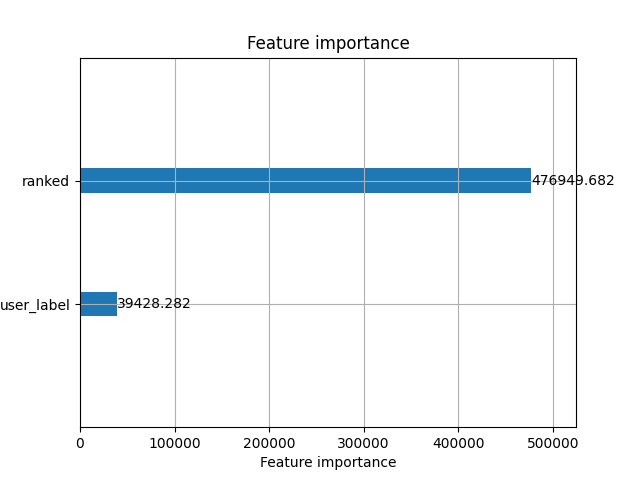 Feature importance
ranked
476949.682
user_label
39428.282
0 100000 200000 300000 400000 500000
Feature importance